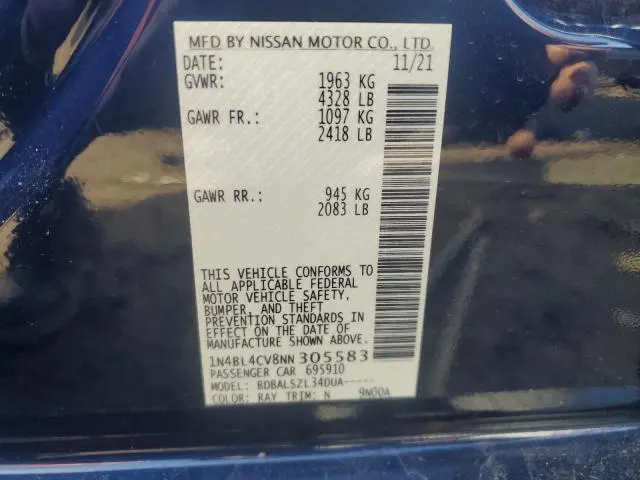 MFD BY NISSAN MOTOR CO., LTD.
DATE: 11/21
GVWR: 1963 KG
4328 LB
GAWR FR.: 1097 KG
2418 LB
GAWR RR.: 945 KG
2083 LB
THIS VEHICLE CONFORMS TO
ALL APPLICABLE FEDERAL
MOTOR VEHICLE SAFETY,
BUMPER, AND THEFT
PREVENTION STANDARDS IN
EFFECT ON THE DATE OF
MANUFACTURE SHOWN ABOVE.
1N4BL4CV8NN305583
PASSENGER CAR 695910
MODEL: BDBALSZL34DUA-----
COLOR: RAY TRIM: N 9N00A